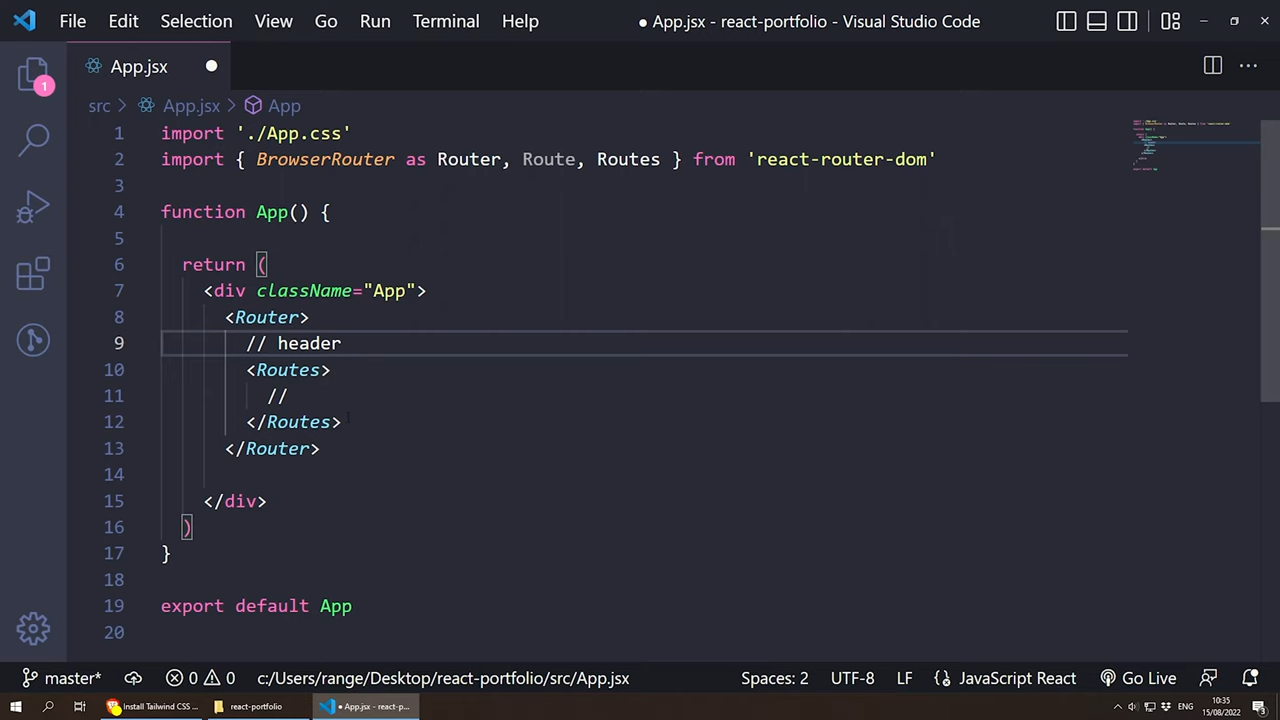 File Edit Selection View Go Run Terminal Help ● App.jsx - react-portfolio - Visual Studio Code
1
App.jsx
src > App.jsx > App
1 import './App.css'
2 import { BrowserRouter as Router, Route, Routes } from 'react-router-dom'
3
4 function App() {
5
6 return (
7 <div className="App">
8 <Router>
9 // header
10 <Routes>
11 //
12 </Routes>
13 </Router>
14
15 </div>
16 )
17 }
18
19 export default App
20
master* 0 0 c:/Users/range/Desktop/react-portfolio/src/App.jsx Spaces: 2 UTF-8 LF JavaScript React Go Live
Install Tailwind CSS ... react-portfolio ● App.jsx - react-p... ENG 10:35
15/08/2022 3